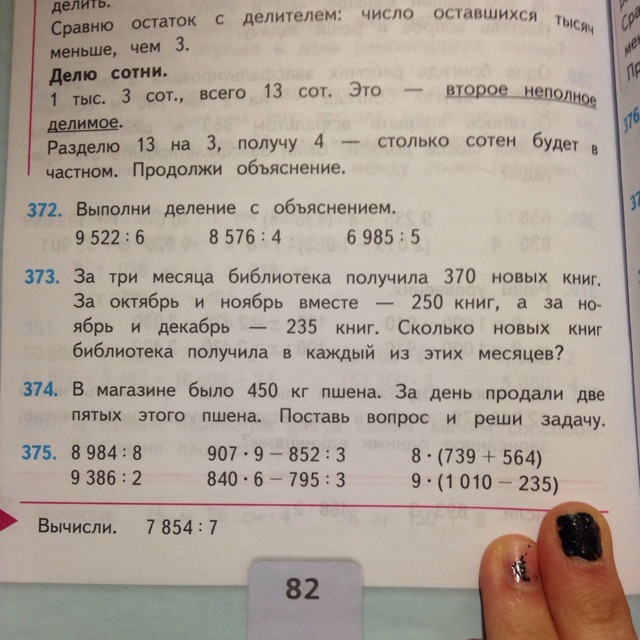 делить.
Сравню остаток с делителем: число оставшихся тысяч
меньше, чем 3.
Делю сотни.
1 тыс. 3 сот., всего 13 сот. Это — второе неполное
делимое.
Разделю 13 на 3, получу 4 — столько сотен будет в
частном. Продолжи объяснение.
372. Выполни деление с объяснением.
9 522 : 6 8 576 : 4 6 985 : 5
373. За три месяца библиотека получила 370 новых книг.
За октябрь и ноябрь вместе — 250 книг, а за но-
ябрь и декабрь — 235 книг. Сколько новых книг
библиотека получила в каждый из этих месяцев?
374. В магазине было 450 кг пшена. За день продали две
пятых этого пшена. Поставь вопрос и реши задачу.
375. 8 984 : 8 907 · 9 − 852 : 3 8 · (739 + 564)
9 386 : 2 840 · 6 − 795 : 3 9 · (1 010 − 235)
Вычисли. 7 854 : 7
82